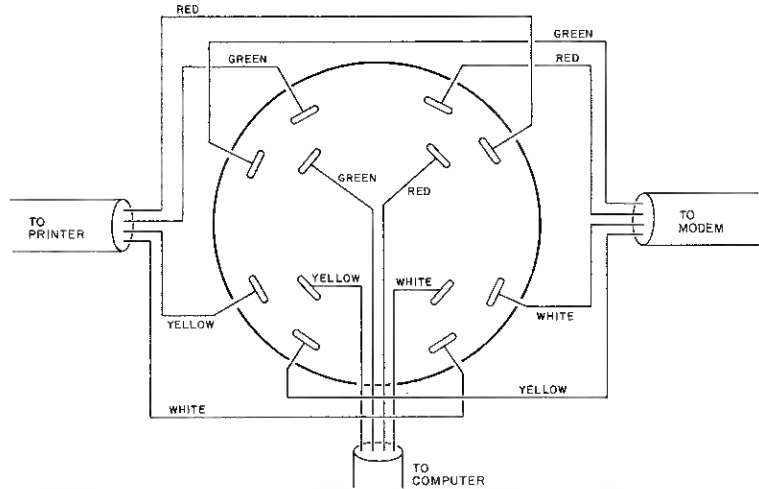 RED
GREEN
GREEN
RED
GREEN
RED
TO
PRINTER
TO
MODEM
YELLOW
WHITE
YELLOW
WHITE
YELLOW
WHITE
TO
COMPUTER